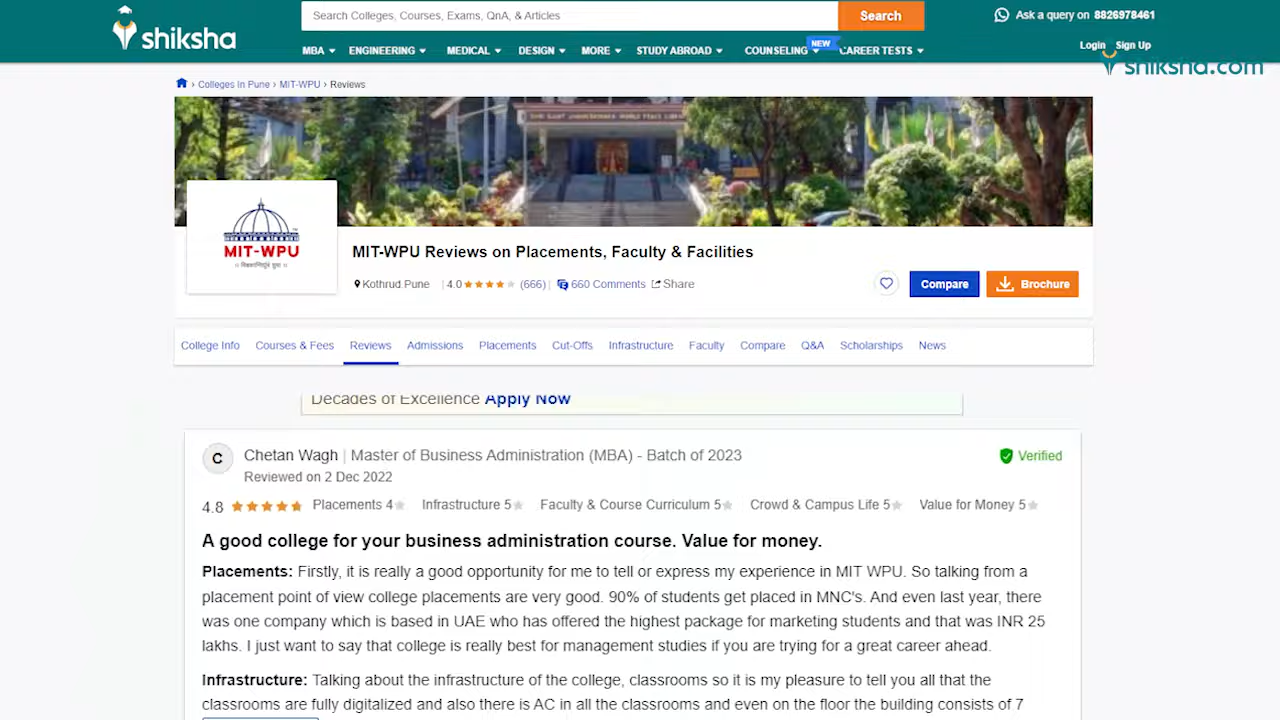 shiksha
Search Colleges, Courses, Exams, QnA, & Articles
Search
Ask a query on 8826978461
MBA
ENGINEERING
MEDICAL
DESIGN
MORE
STUDY ABROAD
COUNSELING
NEW
CAREER TESTS
Login
Sign Up
shiksha.com
› Colleges In Pune › MIT-WPU › Reviews
MIT-WPU
MIT-WPU Reviews on Placements, Faculty & Facilities
Kothrud,Pune | 4.0 (666) | 660 Comments Share
Compare
Brochure
College Info
Courses & Fees
Reviews
Admissions
Placements
Cut-Offs
Infrastructure
Faculty
Compare
Q&A
Scholarships
News
Decades of Excellence Apply Now
C
Chetan Wagh | Master of Business Administration (MBA) - Batch of 2023
Verified
Reviewed on 2 Dec 2022
4.8 Placements 4 Infrastructure 5 Faculty & Course Curriculum 5 Crowd & Campus Life 5 Value for Money 5
A good college for your business administration course. Value for money.
Placements: Firstly, it is really a good opportunity for me to tell or express my experience in MIT WPU. So talking from a
placement point of view college placements are very good. 90% of students get placed in MNC's. And even last year, there
was one company which is based in UAE who has offered the highest package for marketing students and that was INR 25
lakhs. I just want to say that college is really best for management studies if you are trying for a great career ahead.
Infrastructure: Talking about the infrastructure of the college, classrooms so it is my pleasure to tell you all that the
classrooms are fully digitalized and also there is AC in all the classrooms and even on the floor the building consists of 7